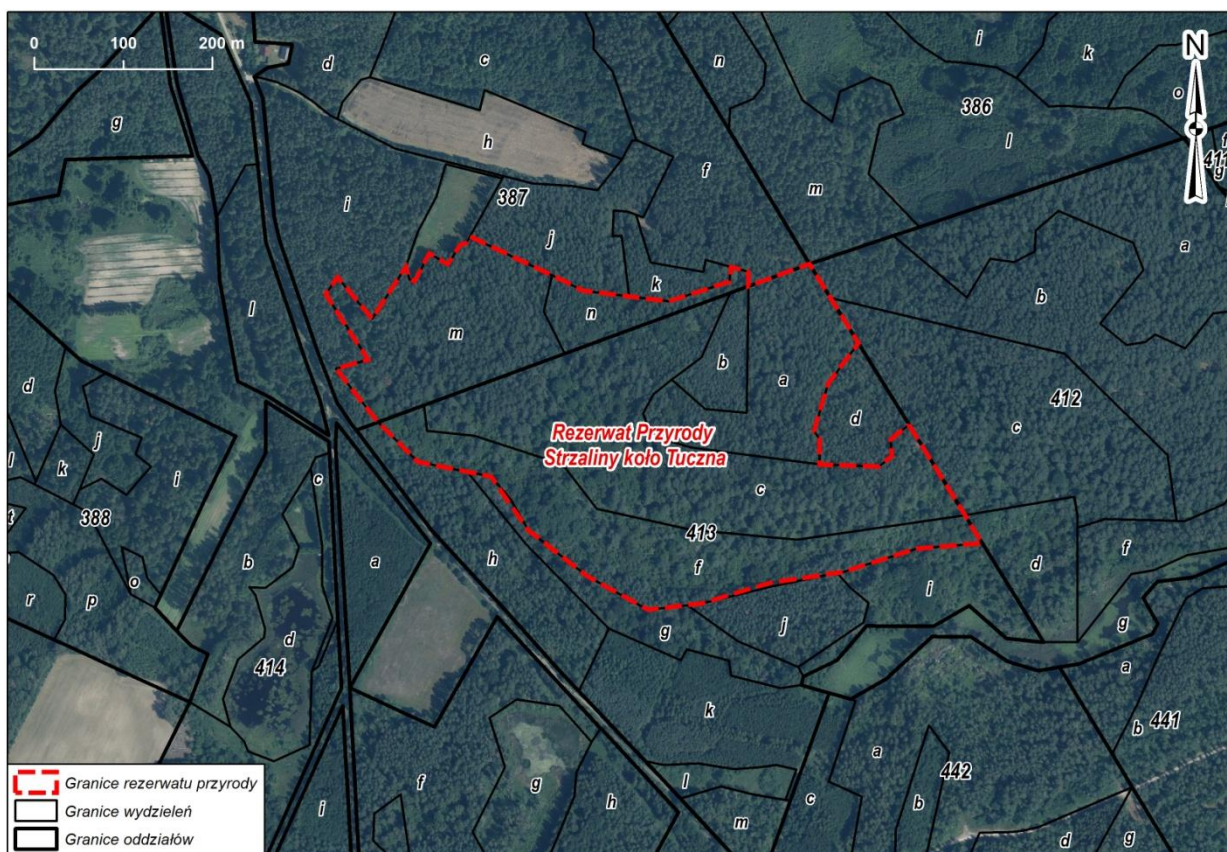 0 100 200 m
N
d
c
n
i
k
o
386
g
h
l
f
411
g
387
f
m
i
j
a
k
b
l
n
m
b
a
d
412
c
Rezerwat Przyrody
Strzaliny koło Tuczna
d
j
l
k
i
c
c
388
413
t
b
a
h
f
d
f
o
i
r
p
g
j
g
d
414
a
k
a
441
b
442
f
g
h
l
b
c
i
m
d
g
Granice rezerwatu przyrody
Granice wydzieleń
Granice oddziałów